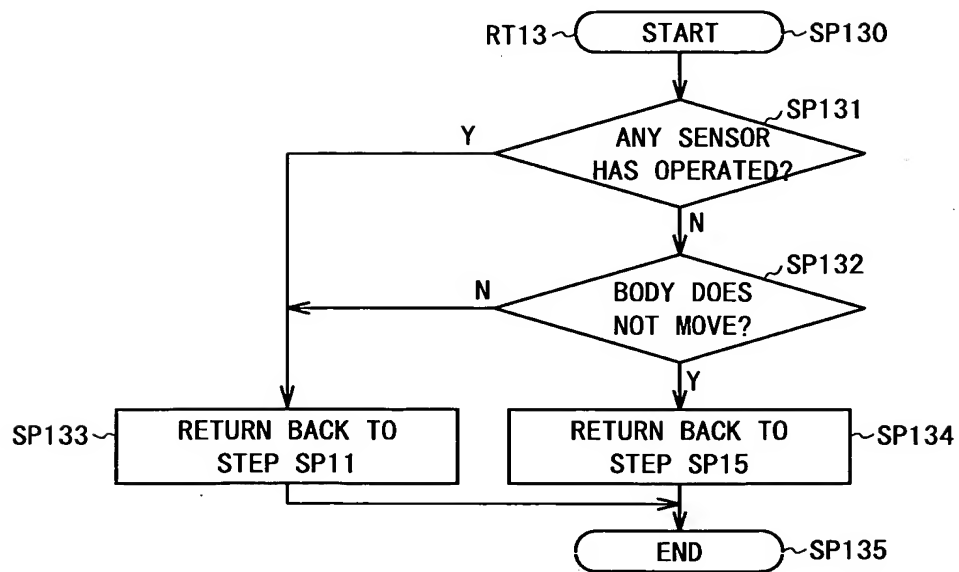 RT13
START
SP130
SP131
Y
ANY SENSOR
HAS OPERATED?
N
SP132
N
BODY DOES
NOT MOVE?
Y
SP133
RETURN BACK TO
STEP SP11
RETURN BACK TO
STEP SP15
SP134
END
SP135